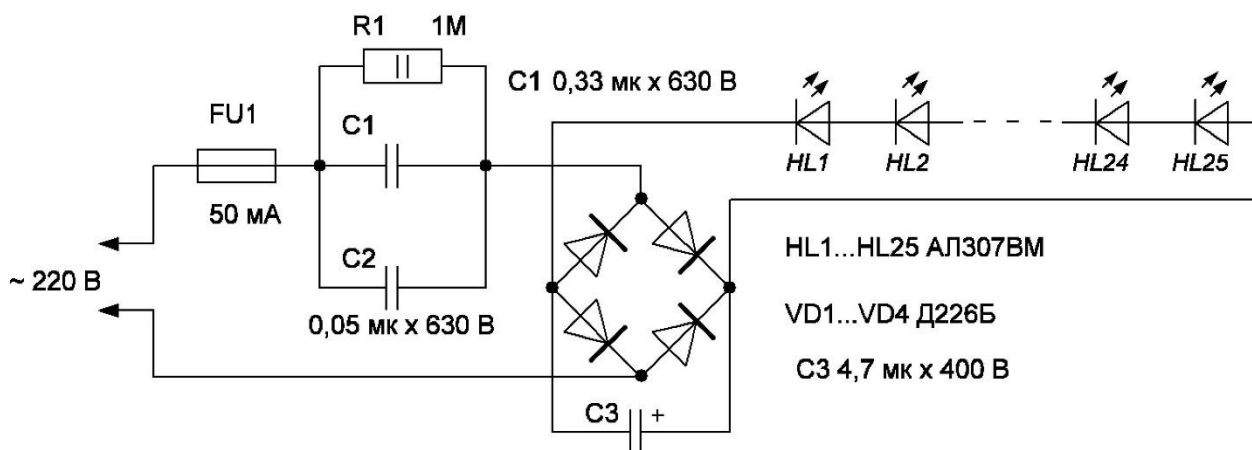 R1 1М
C1 0,33 мк х 630 В
FU1
C1
HL1 HL2 HL24 HL25
50 мА
C2
~ 220 В
HL1...HL25 АЛ307ВМ
0,05 мк х 630 В
VD1...VD4 Д226Б
C3 4,7 мк х 400 В
C3 +